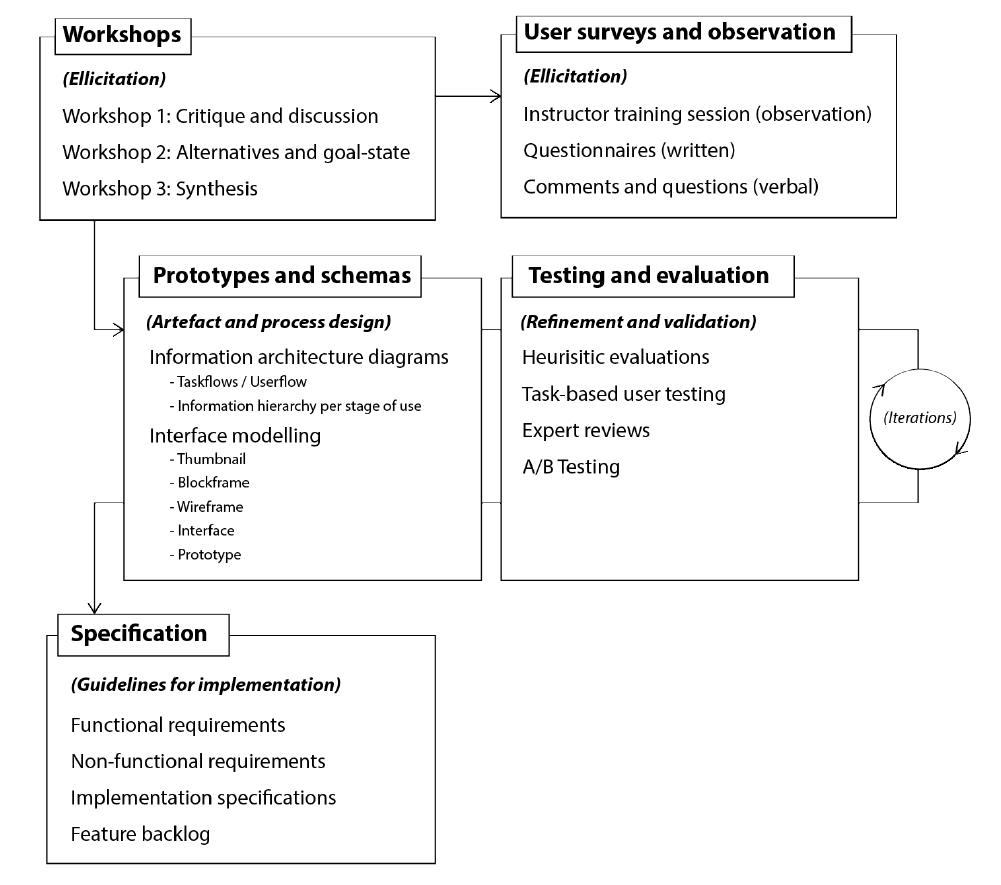 Workshops
(Ellicitation)
Workshop 1: Critique and discussion
Workshop 2: Alternatives and goal-state
Workshop 3: Synthesis
User surveys and observation
(Ellicitation)
Instructor training session (observation)
Questionnaires (written)
Comments and questions (verbal)
Prototypes and schemas
(Artefact and process design)
Information architecture diagrams
- Taskflows / Userflow
- Information hierarchy per stage of use
Interface modelling
- Thumbnail
- Blockframe
- Wireframe
- Interface
- Prototype
Testing and evaluation
(Refinement and validation)
Heurisitic evaluations
Task-based user testing
Expert reviews
A/B Testing
(Iterations)
Specification
(Guidelines for implementation)
Functional requirements
Non-functional requirements
Implementation specifications
Feature backlog